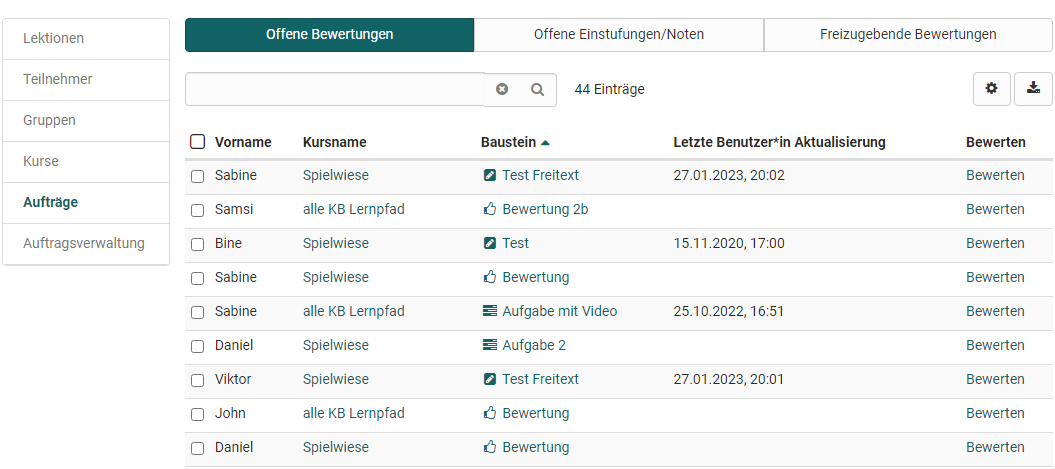 Lektionen
Teilnehmer
Gruppen
Kurse
Aufträge
Auftragsverwaltung
Offene Bewertungen Offene Einstufungen/Noten Freizugebende Bewertungen
44 Einträge
Vorname Kursname Baustein Letzte Benutzer*in Aktualisierung Bewerten
Sabine Spielwiese Test Freitext 27.01.2023, 20:02 Bewerten
Samsi alle KB Lernpfad Bewertung 2b Bewerten
Bine Spielwiese Test 15.11.2020, 17:00 Bewerten
Sabine Spielwiese Bewertung Bewerten
Sabine alle KB Lernpfad Aufgabe mit Video 25.10.2022, 16:51 Bewerten
Daniel Spielwiese Aufgabe 2 Bewerten
Viktor Spielwiese Test Freitext 27.01.2023, 20:01 Bewerten
John alle KB Lernpfad Bewertung Bewerten
Daniel Spielwiese Bewertung Bewerten